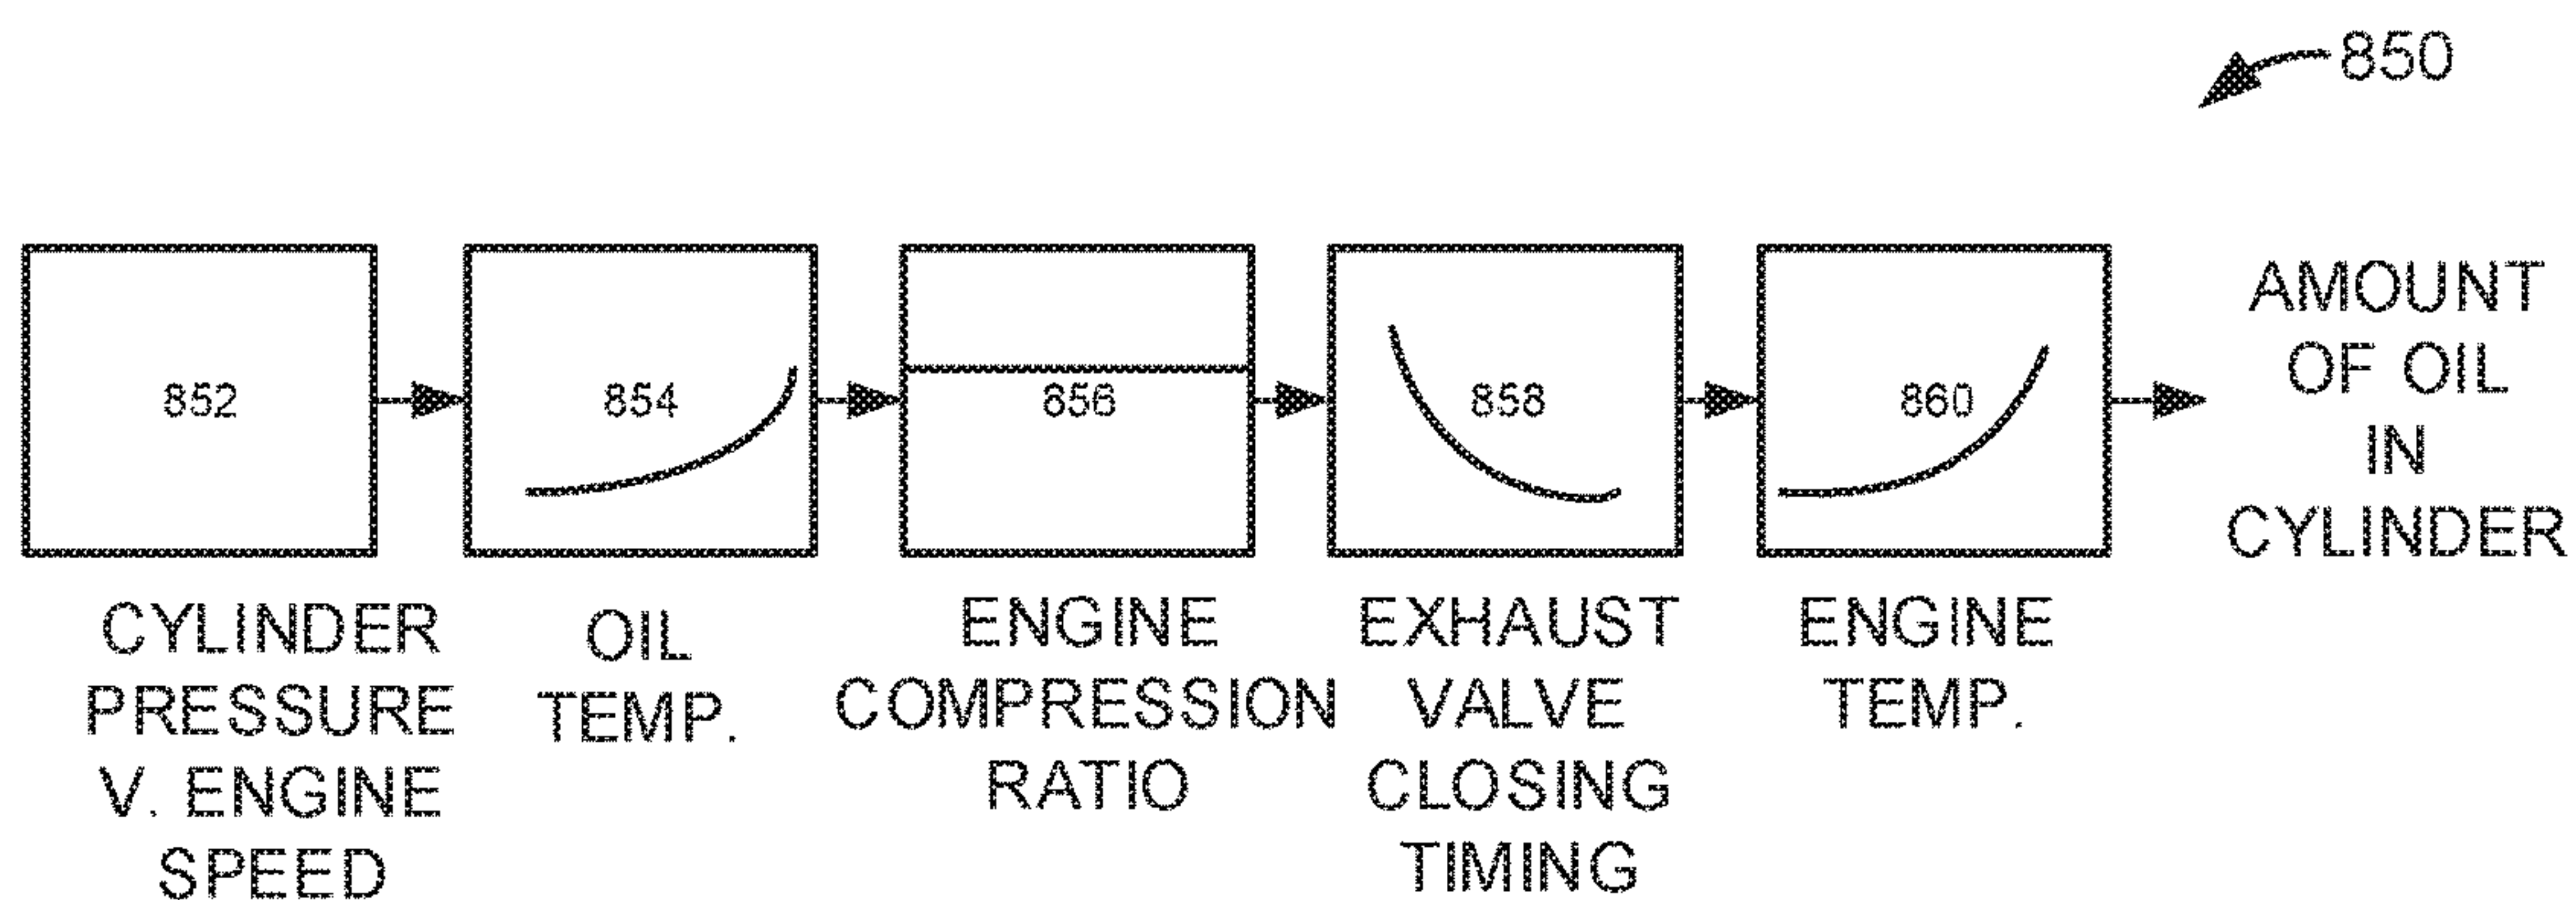 850
852
854
856
858
860
AMOUNT
OF OIL
IN
CYLINDER
CYLINDER
PRESSURE
V. ENGINE
SPEED
OIL
TEMP.
ENGINE
COMPRESSION
RATIO
EXHAUST
VALVE
CLOSING
TIMING
ENGINE
TEMP.